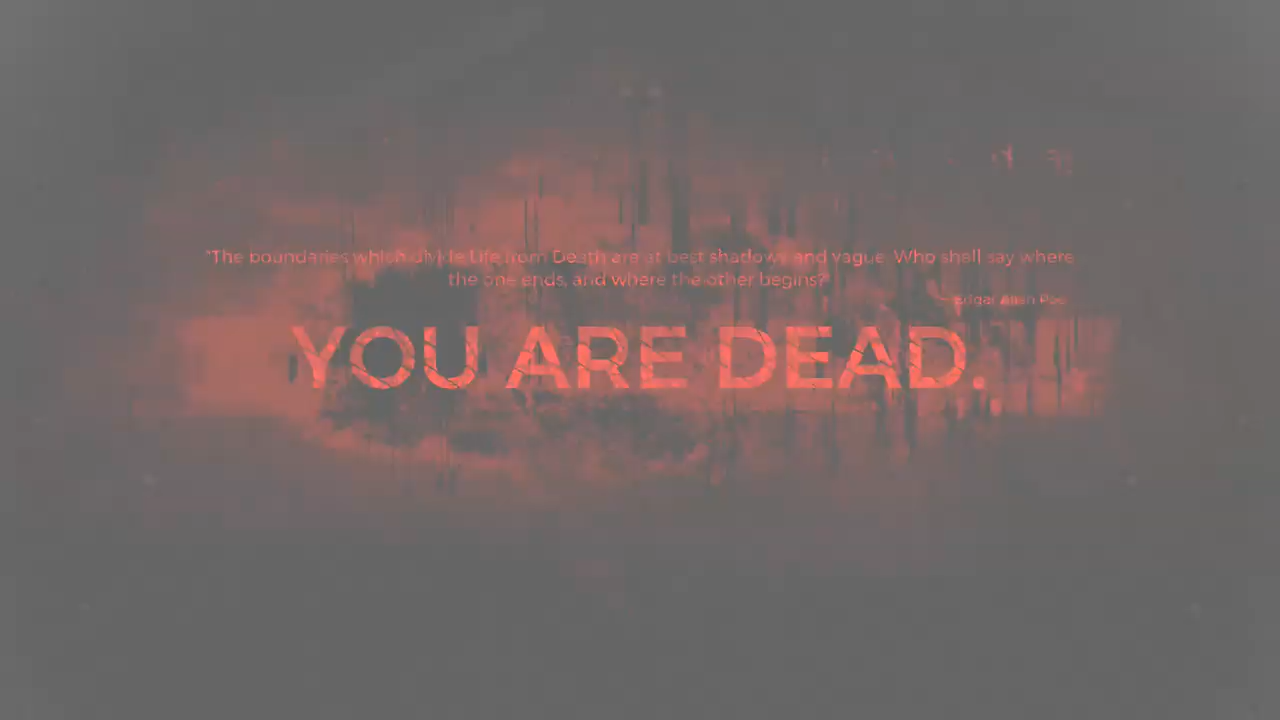 "The boundaries which divide Life from Death are at best shadowy and vague. Who shall say where
the one ends, and where the other begins?"
— Edgar Allen Poe
YOU ARE DEAD.